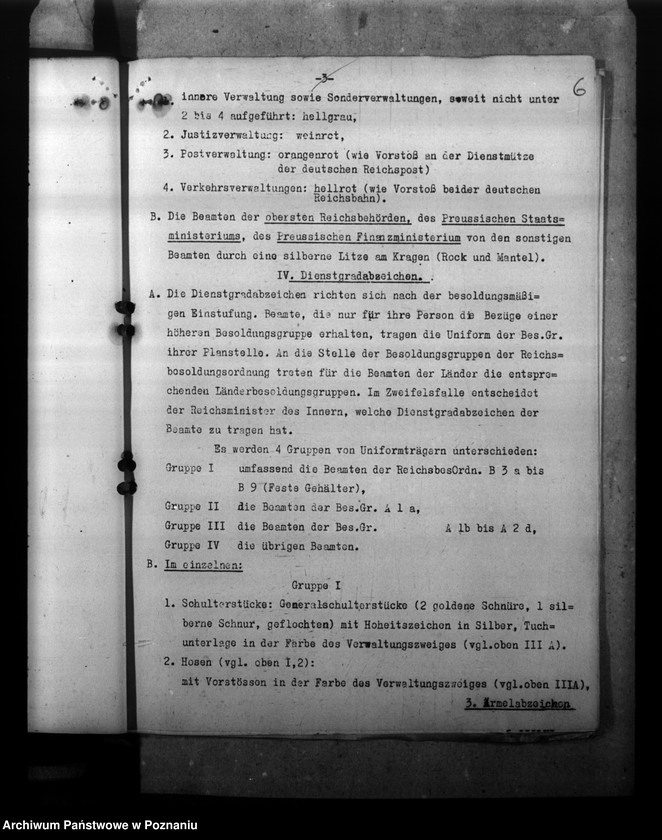 -3-
6
innere Verwaltung sowie Sonderverwaltungen, soweit nicht unter
2 bis 4 aufgeführt: hellgrau,
2. Justizverwaltung: weinrot,
3. Postverwaltung: orangenrot (wie Vorstoß an der Dienstmütze
der deutschen Reichspost)
4. Verkehrsverwaltungen: hellrot (wie Vorstoß beider deutschen
Reichsbahn).
B. Die Beamten der obersten Reichsbehörden, des Preussischen Staats=
ministeriums, des Preussischen Finanzministerium von den sonstigen
Beamten durch eine silberne Litze am Kragen (Rock und Mantel).
IV. Dienstgradabzeichen.
A. Die Dienstgradabzeichen richten sich nach der besoldungsmäßi=
gen Einstufung. Beamte, die nur für ihre Person die Bezüge einer
höheren Besoldungsgruppe erhalten, tragen die Uniform der Bes.Gr.
ihrer Planstelle. An die Stelle der Besoldungsgruppen der Reichs=
besoldungsordnung treten für die Beamten der Länder die entspre=
chenden Länderbesoldungsgruppen. Im Zweifelsfalle entscheidet
der Reichsminister des Innern, welche Dienstgradabzeichen der
Beamte zu tragen hat.
Es werden 4 Gruppen von Uniformträgern unterschieden:
Gruppe I umfassend die Beamten der ReichsbesOrdn. B 3 a bis
B 9 (Feste Gehälter),
Gruppe II die Beamten der Bes.Gr. A 1 a,
Gruppe III die Beamten der Bes.Gr. A 1b bis A 2 d,
Gruppe IV die übrigen Beamten.
B. Im einzelnen:
Gruppe I
1. Schulterstücke: Generalschulterstücke (2 goldene Schnüre, 1 sil=
berne Schnur, geflochten) mit Hoheitszeichen in Silber, Tuch=
unterlage in der Farbe des Verwaltungszweiges (vgl.oben III A).
2. Hosen (vgl. oben I,2):
mit Vorstössen in der Farbe des Verwaltungszweiges (vgl.oben IIIA),
3. Ärmelabzeichen
Archiwum Państwowe w Poznaniu